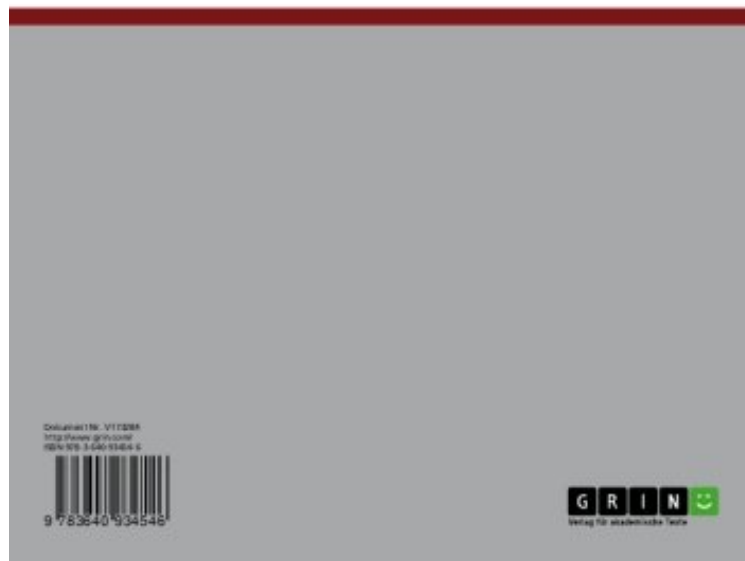 Dokument Nr.
http://www.grin.com/
ISBN 978-3-640-93454-6
9 783640 934546
GRIN
Verlag für akademische Texte